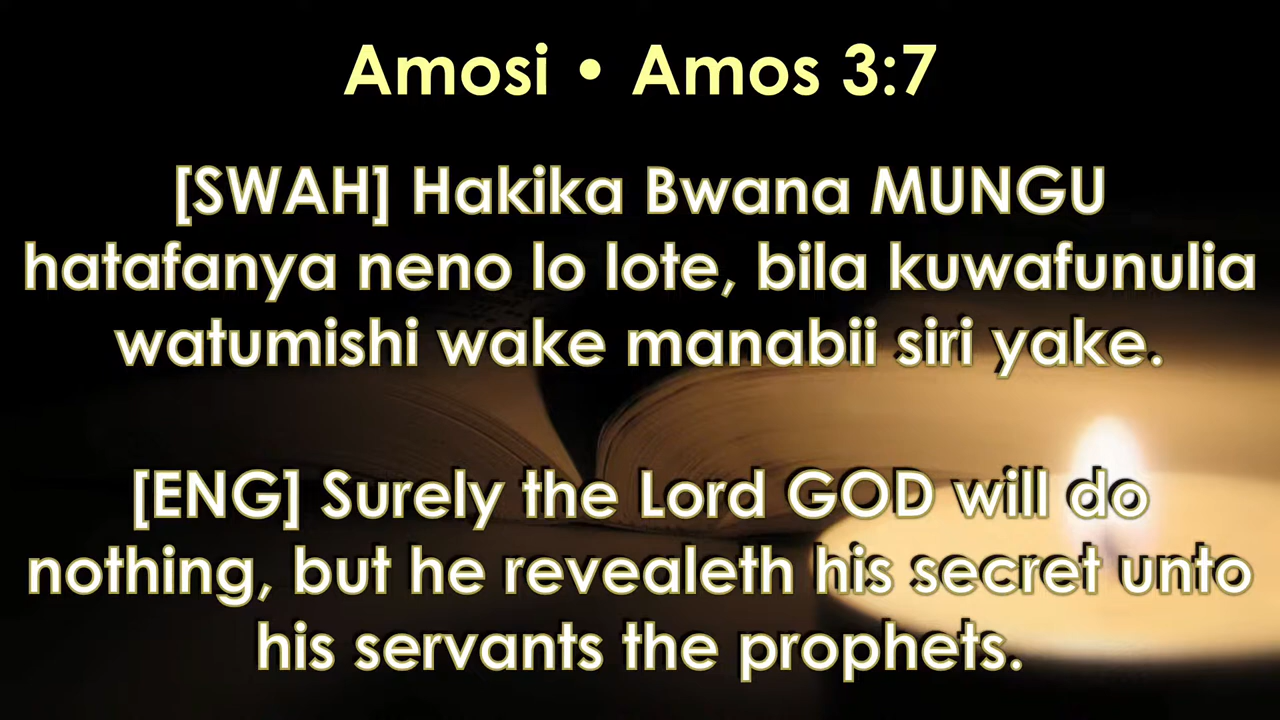 Amosi • Amos 3:7
[SWAH] Hakika Bwana MUNGU
hatafanya neno lo lote, bila kuwafunulia
watumishi wake manabii siri yake.
[ENG] Surely the Lord GOD will do
nothing, but he revealeth his secret unto
his servants the prophets.